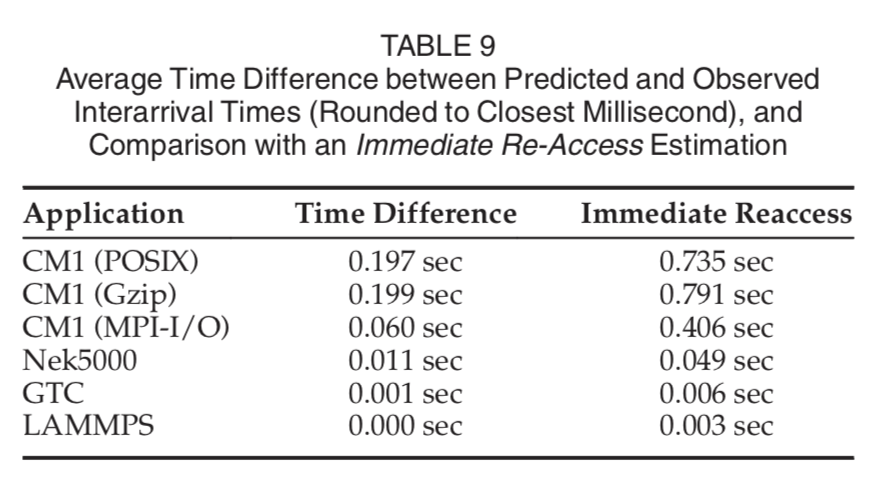 TABLE 9
Average Time Difference between Predicted and Observed
Interarrival Times (Rounded to Closest Millisecond), and
Comparison with an Immediate Re-Access Estimation
Application Time Difference Immediate Reaccess
CM1 (POSIX) 0.197 sec 0.735 sec
CM1 (Gzip) 0.199 sec 0.791 sec
CM1 (MPI-I/O) 0.060 sec 0.406 sec
Nek5000 0.011 sec 0.049 sec
GTC 0.001 sec 0.006 sec
LAMMPS 0.000 sec 0.003 sec